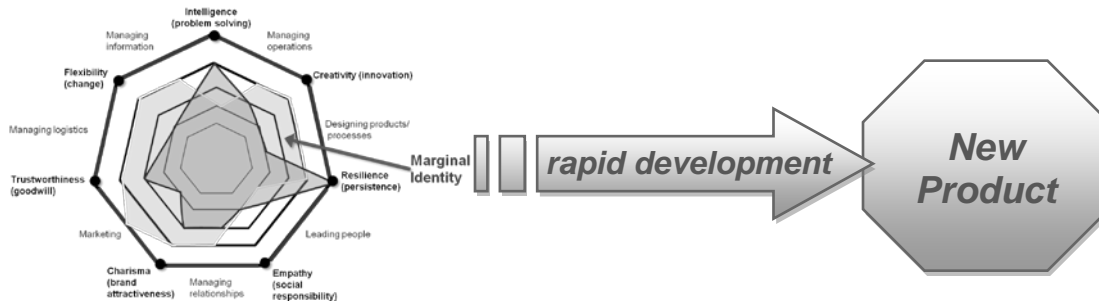 Intelligence
(problem solving)
Managing
information
Managing
operations
Flexibility
(change)
Creativity (innovation)
Managing logistics
Designing products/
processes
Marginal
Identity
Trustworthiness
(goodwill)
Resilience
(persistence)
Marketing
Leading people
Charisma
(brand
attractiveness)
Managing
relationships
Empathy
(social
responsibility)
rapid development
New
Product